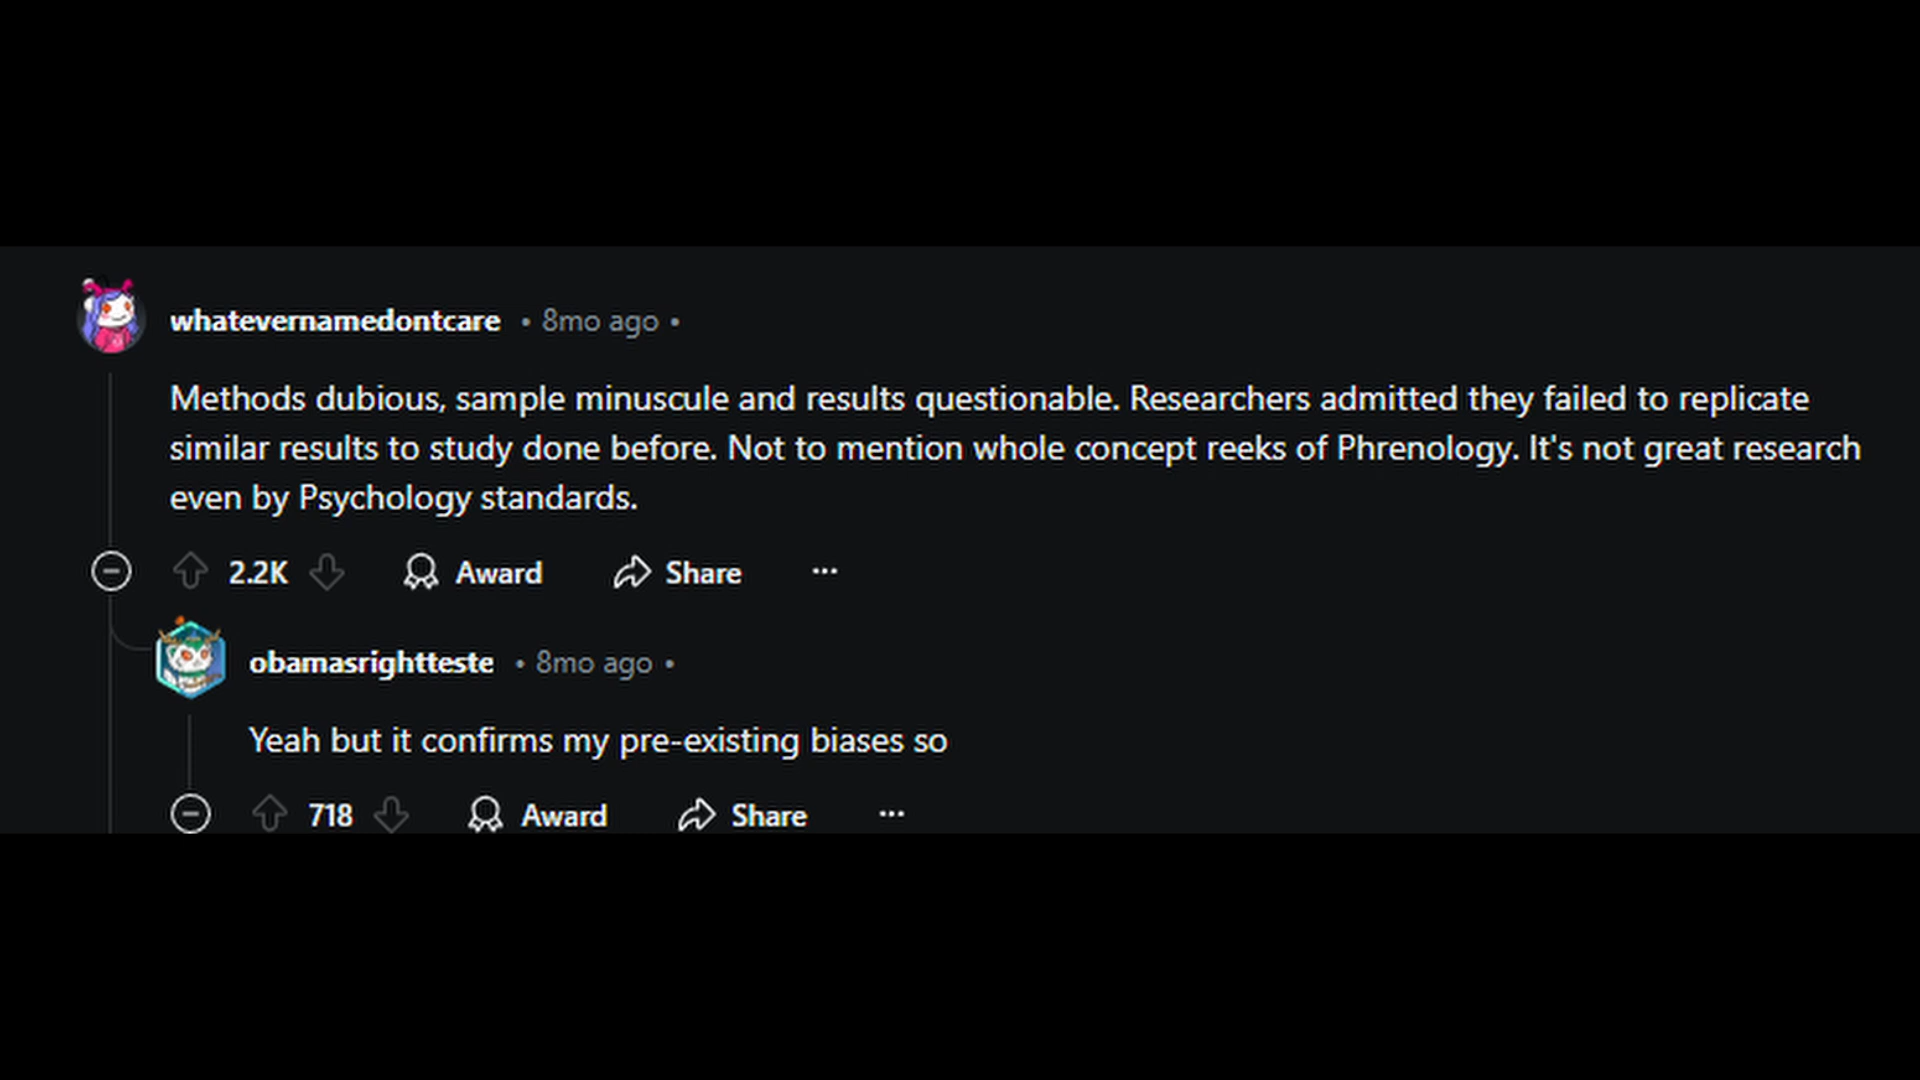 whatevernamedontcare • 8mo ago •
Methods dubious, sample minuscule and results questionable. Researchers admitted they failed to replicate
similar results to study done before. Not to mention whole concept reeks of Phrenology. It's not great research
even by Psychology standards.
2.2K Award Share ...
obamasrightteste • 8mo ago •
Yeah but it confirms my pre-existing biases so
718 Award Share ...